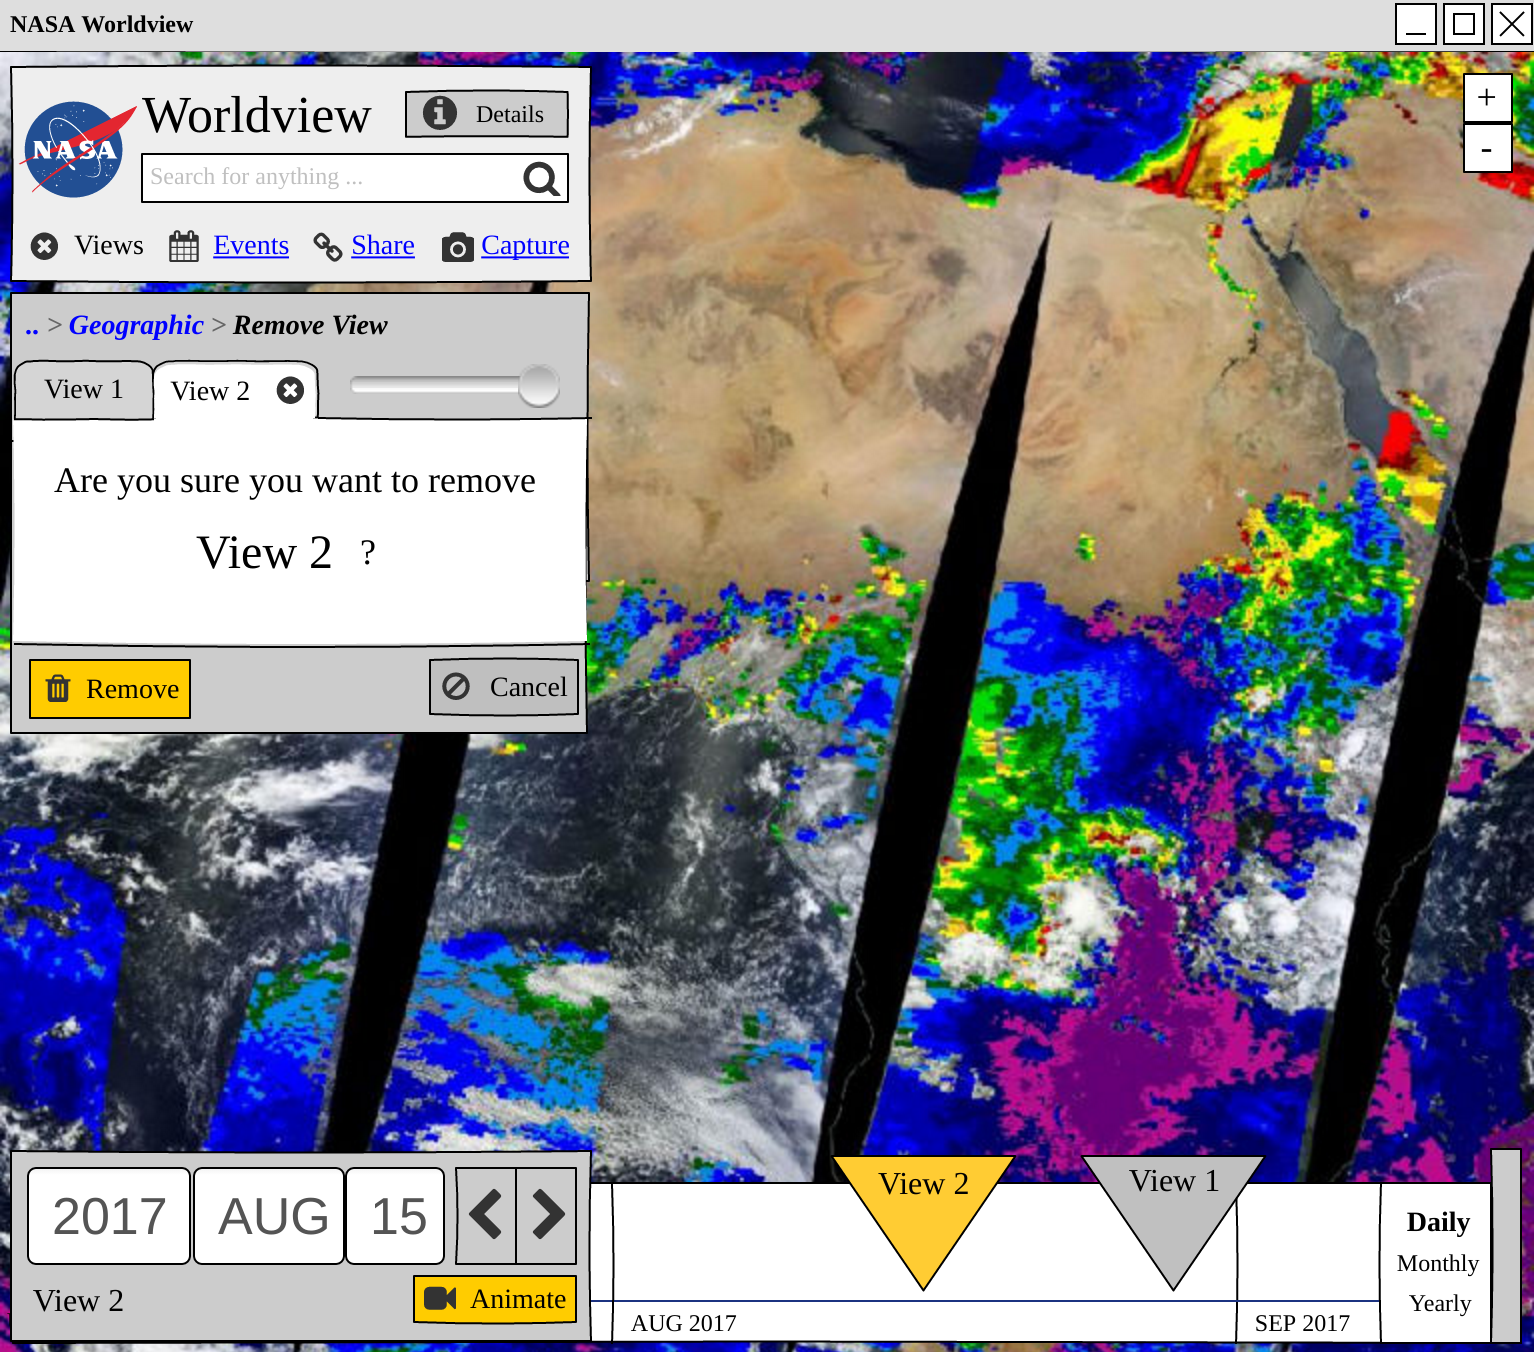 NASA Worldview
NASA
Worldview
Details
Search for anything ...
Views Events Share Capture
+
-
.. > Geographic > Remove View
View 1 View 2
Are you sure you want to remove
View 2 ?
Remove Cancel
2017 AUG 15
View 2 Animate
View 2 View 1
AUG 2017 SEP 2017
Daily
Monthly
Yearly